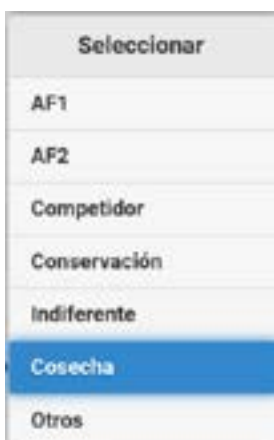 Seleccionar
AF1
AF2
Competidor
Conservación
Indiferente
Cosecha
Otros